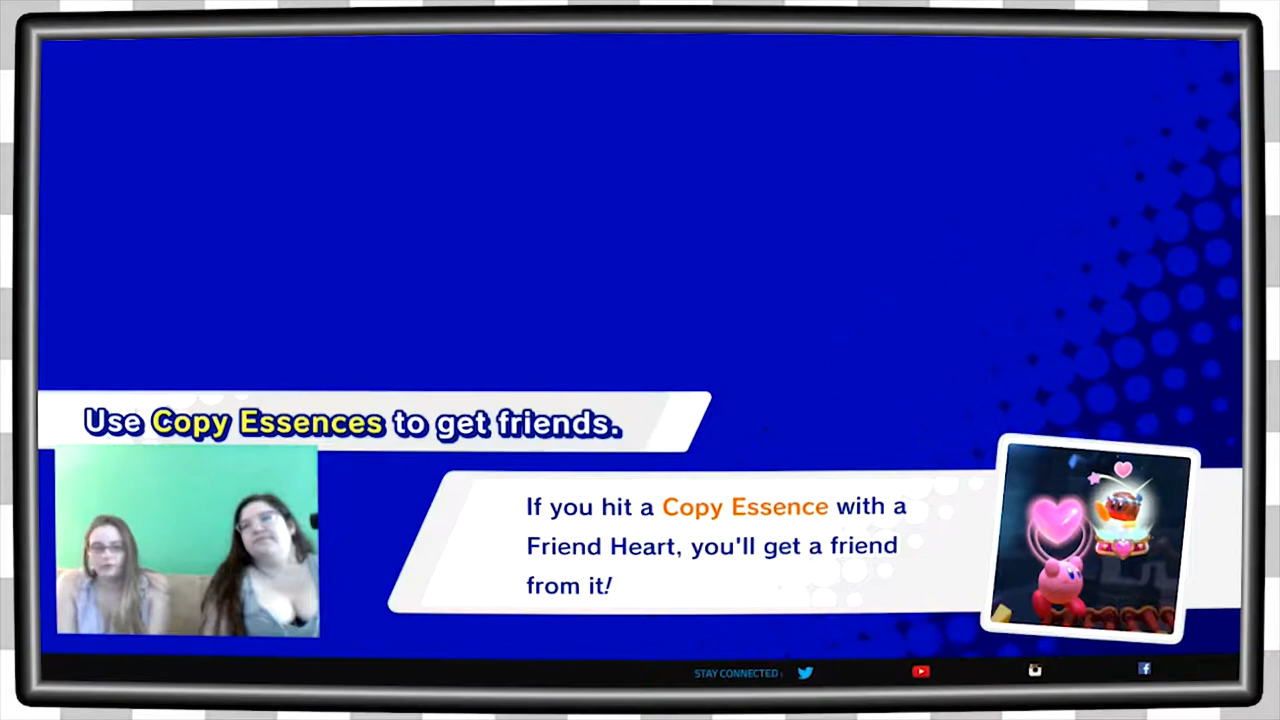 Use Copy Essences to get friends.
If you hit a Copy Essence with a
Friend Heart, you'll get a friend
from it!
STAY CONNECTED :